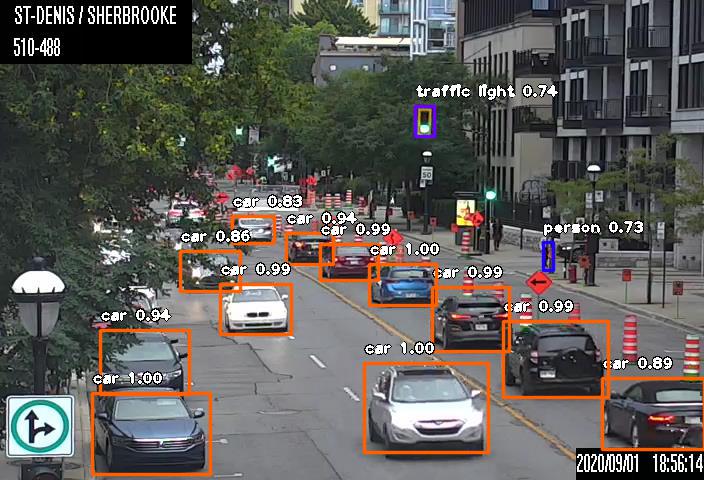 ST-DENIS / SHERBROOKE
510-488
traffic light 0.74
50
car 0.83
car 0.94
person 0.73
car 0.99
car 0.86
car 1.00
car 0.99
car 0.99
car 0.99
car 0.94
car 1.00
car 0.89
car 1.00
2020/09/01 18:56:14